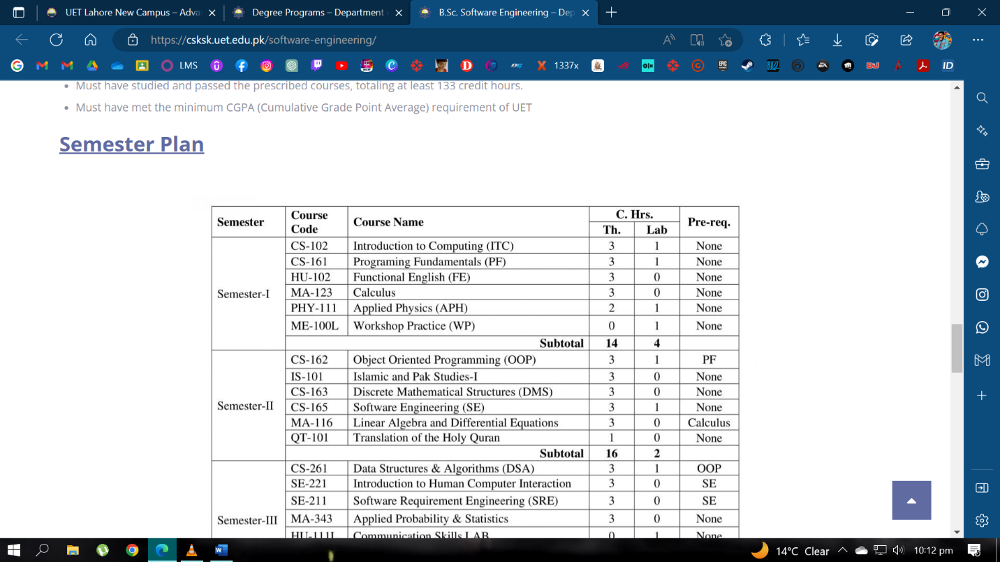 UET Lahore New Campus – Adva
Degree Programs – Department
B.Sc. Software Engineering – Dep
https://csksk.uet.edu.pk/software-engineering/
LMS
1337x
OLX
EPIC
BUZZ
EA
DJ
ID
Must have studied and passed the prescribed courses, totaling at least 133 credit hours.
Must have met the minimum CGPA (Cumulative Grade Point Average) requirement of UET
Semester Plan
Semester Course Code Course Name C. Hrs. Th. Lab Pre-req.
Semester-I
CS-102 Introduction to Computing (ITC) 3 1 None
CS-161 Programing Fundamentals (PF) 3 1 None
HU-102 Functional English (FE) 3 0 None
MA-123 Calculus 3 0 None
PHY-111 Applied Physics (APH) 2 1 None
ME-100L Workshop Practice (WP) 0 1 None
Subtotal 14 4
Semester-II
CS-162 Object Oriented Programming (OOP) 3 1 PF
IS-101 Islamic and Pak Studies-I 3 0 None
CS-163 Discrete Mathematical Structures (DMS) 3 0 None
CS-165 Software Engineering (SE) 3 1 None
MA-116 Linear Algebra and Differential Equations 3 0 Calculus
QT-101 Translation of the Holy Quran 1 0 None
Subtotal 16 2
Semester-III
CS-261 Data Structures & Algorithms (DSA) 3 1 OOP
SE-221 Introduction to Human Computer Interaction 3 0 SE
SE-211 Software Requirement Engineering (SRE) 3 0 SE
MA-343 Applied Probability & Statistics 3 0 None
HU-111L Communication Skills LAB 0 1 None
14°C Clear
10:12 pm